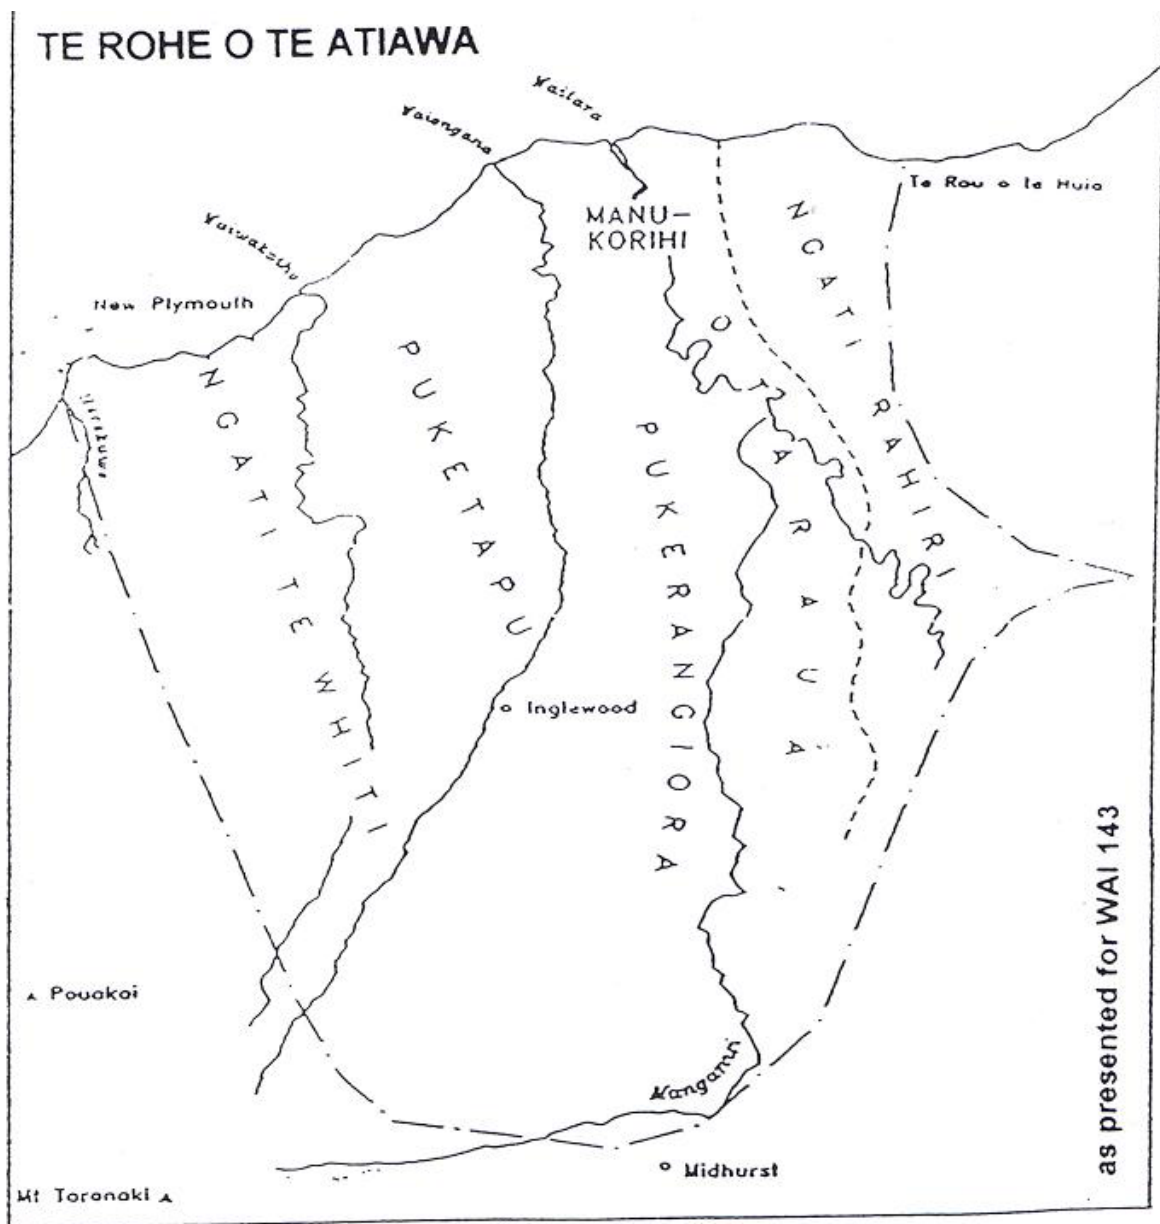 TE ROHE O TE ATIAWA
Waitara
Waiongana
Waiwakaiho
New Plymouth
Te Rau o te Huia
MANU-
KORIHI
NGATI RAHIRI
OTARAUA
PUKETAPU
PUKERANGIORA
NGATI TE WHITI
Inglewood
Pouakai
Midhurst
Mt Taranaki
as presented for WAI 143